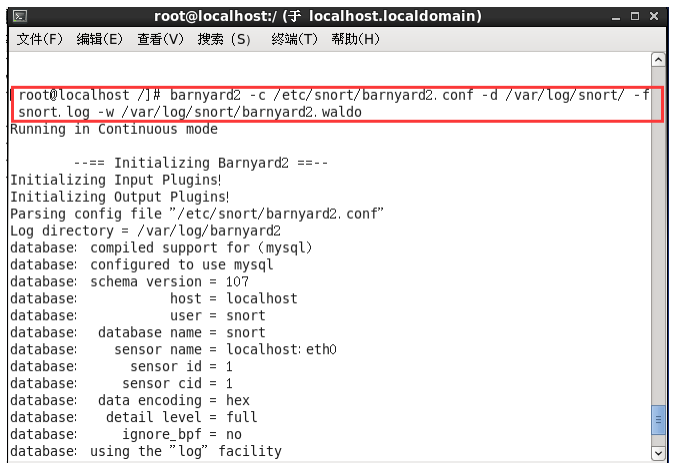 root@localhost:/ (于 localhost.localdomain)
文件(F) 编辑(E) 查看(V) 搜索 (S) 终端(T) 帮助(H)
[root@localhost /]# barnyard2 -c /etc/snort/barnyard2.conf -d /var/log/snort/ -f
snort.log -w /var/log/snort/barnyard2.waldo
Running in Continuous mode
--== Initializing Barnyard2 ==--
Initializing Input Plugins!
Initializing Output Plugins!
Parsing config file "/etc/snort/barnyard2.conf"
Log directory = /var/log/barnyard2
database: compiled support for (mysql)
database: configured to use mysql
database: schema version = 107
database: host = localhost
database: user = snort
database: database name = snort
database: sensor name = localhost:eth0
database: sensor id = 1
database: sensor cid = 1
database: data encoding = hex
database: detail level = full
database: ignore_bpf = no
database: using the "log" facility